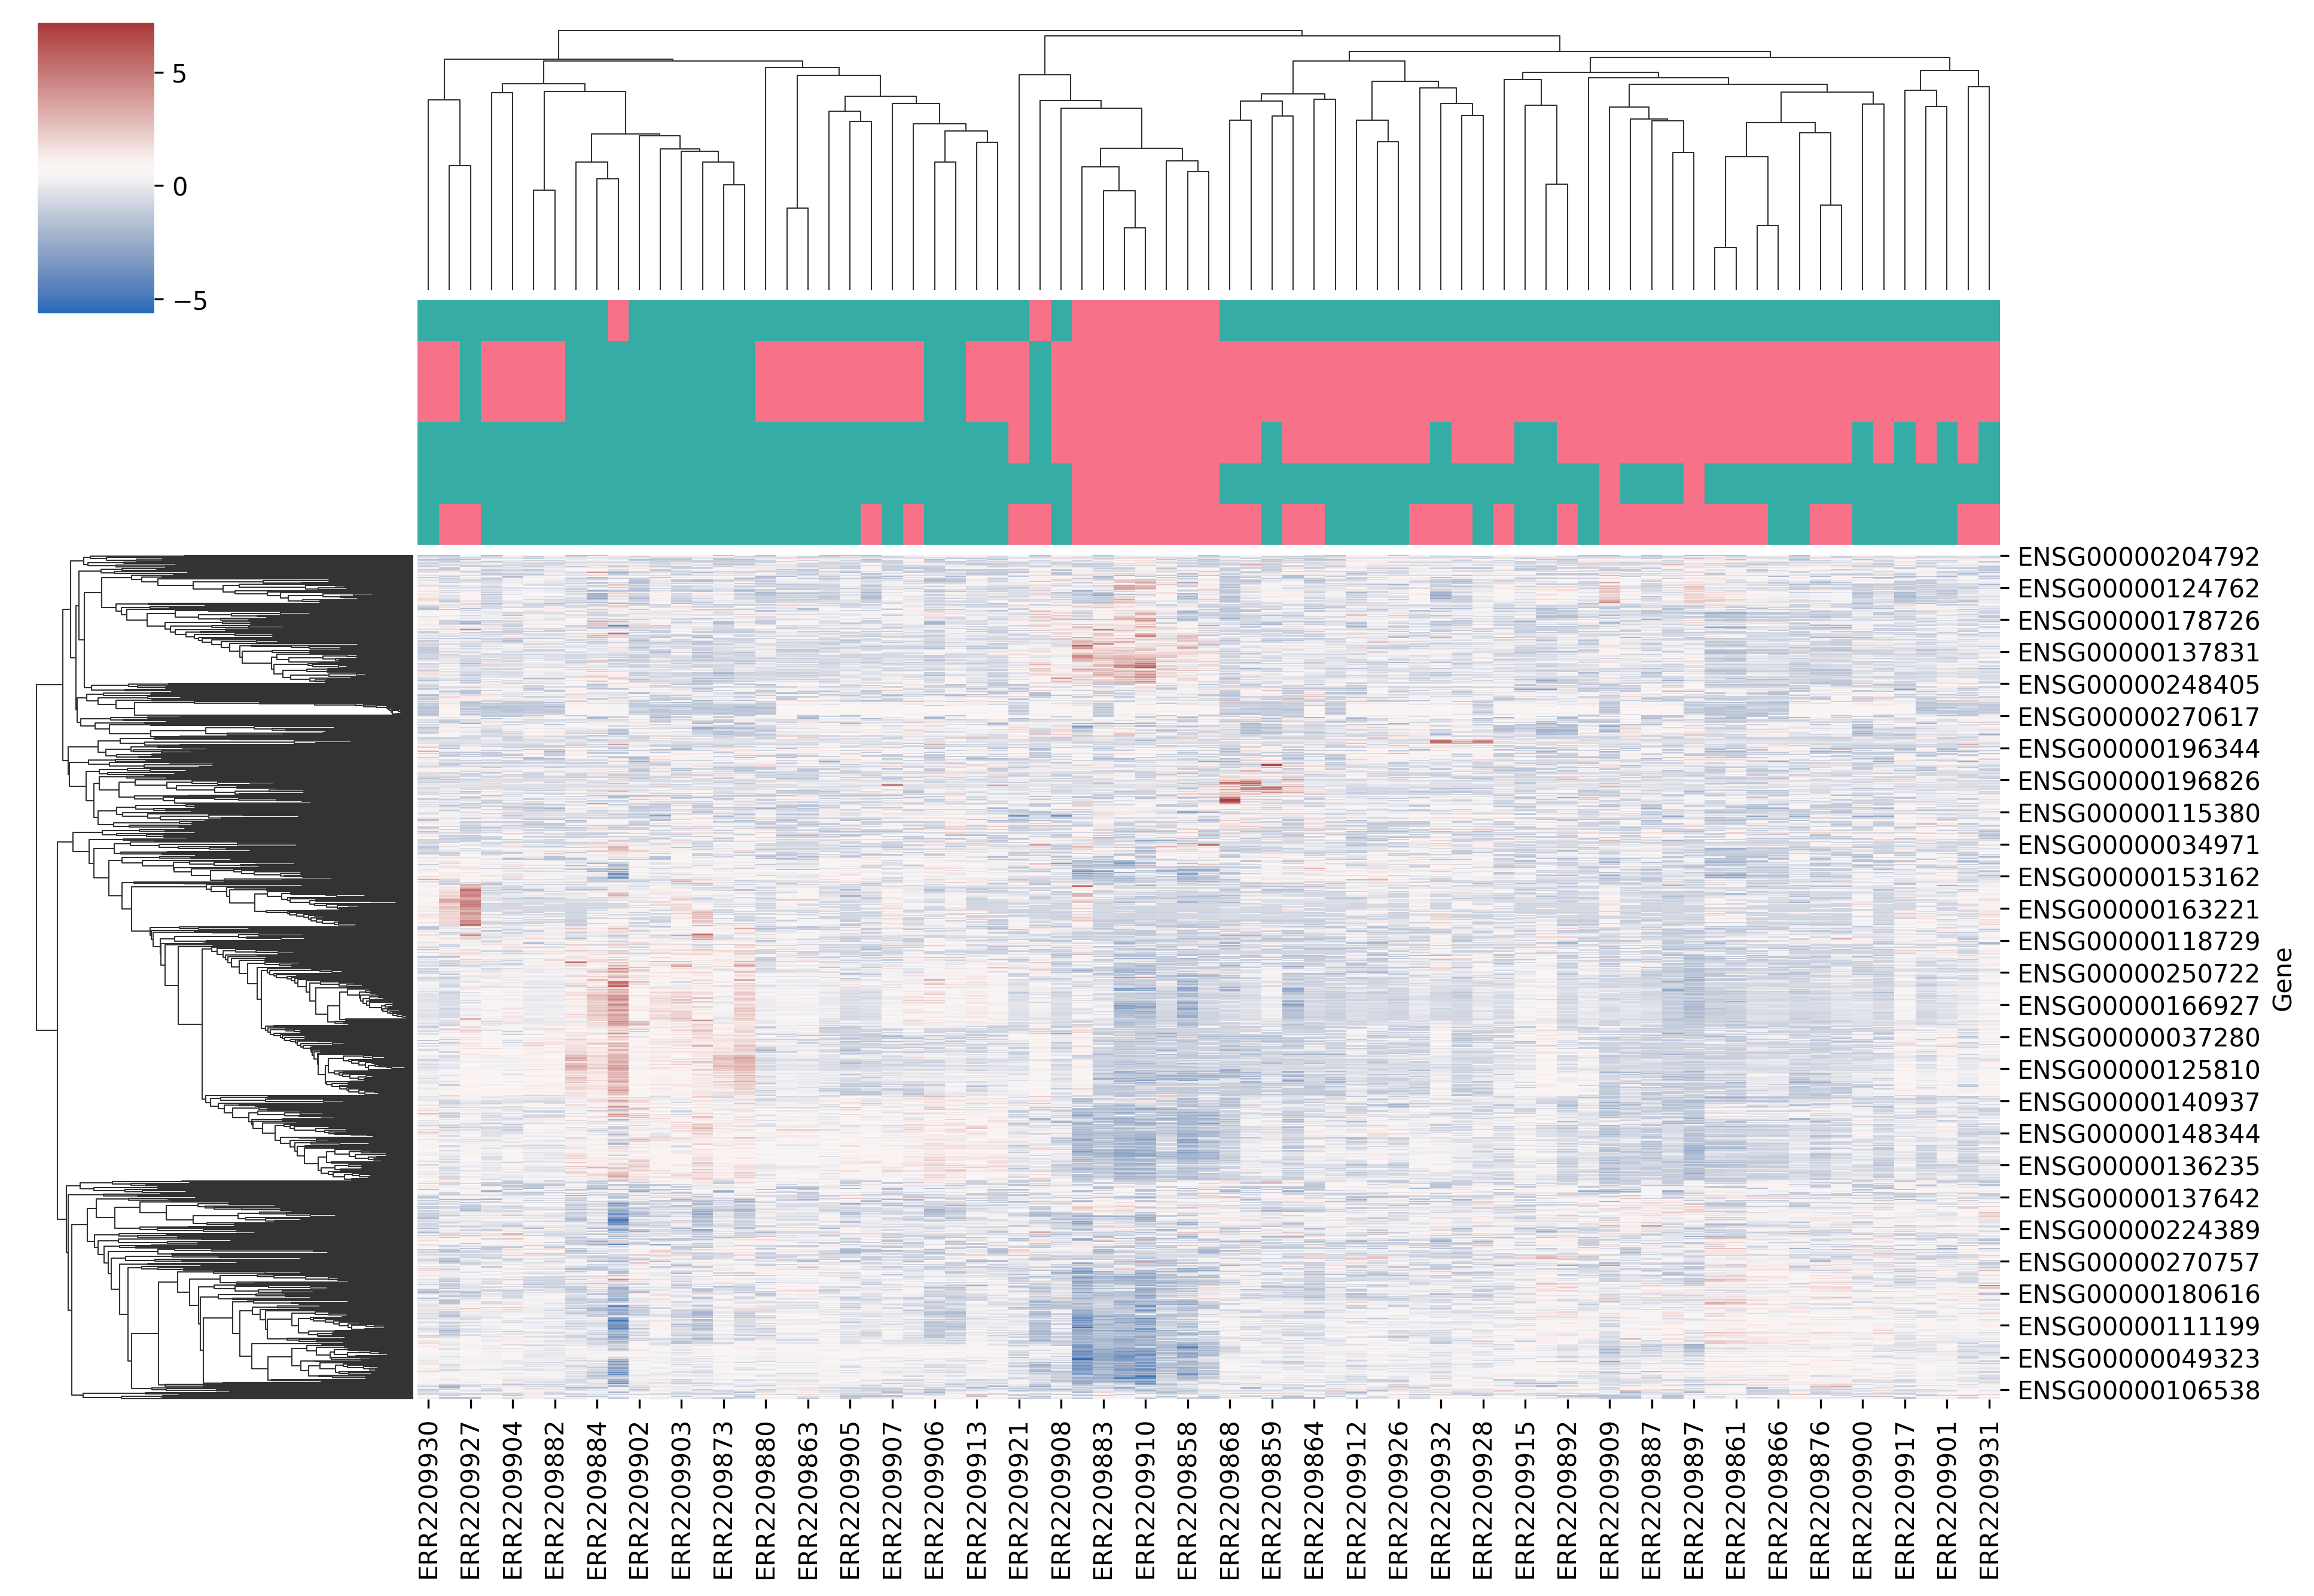 5
0
−5
ENSG00000204792
ENSG00000124762
ENSG00000178726
ENSG00000137831
ENSG00000248405
ENSG00000270617
ENSG00000196344
ENSG00000196826
ENSG00000115380
ENSG00000034971
ENSG00000153162
ENSG00000163221
ENSG00000118729
ENSG00000250722
ENSG00000166927
ENSG00000037280
ENSG00000125810
ENSG00000140937
ENSG00000148344
ENSG00000136235
ENSG00000137642
ENSG00000224389
ENSG00000270757
ENSG00000180616
ENSG00000111199
ENSG00000049323
ENSG00000106538
Gene
ERR2209930
ERR2209927
ERR2209904
ERR2209882
ERR2209884
ERR2209902
ERR2209903
ERR2209873
ERR2209880
ERR2209863
ERR2209905
ERR2209907
ERR2209906
ERR2209913
ERR2209921
ERR2209908
ERR2209883
ERR2209910
ERR2209858
ERR2209868
ERR2209859
ERR2209864
ERR2209912
ERR2209926
ERR2209932
ERR2209928
ERR2209915
ERR2209892
ERR2209909
ERR2209887
ERR2209897
ERR2209861
ERR2209866
ERR2209876
ERR2209900
ERR2209917
ERR2209901
ERR2209931